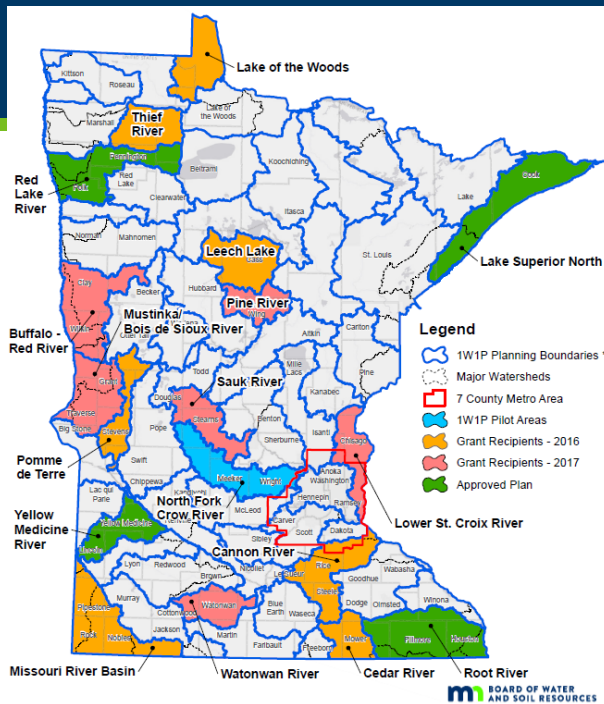 Lake of the Woods
Kittson
Roseau
Lake of
the Woods
Marshall
Thief
River
Pennington
Koochiching
Beltrami
Red
Lake
River
Polk
Red
Lake
Clearwater
Cook
Lake
Itasca
St. Louis
Norman
Mahnomen
Leech Lake
Cass
Lake Superior North
Clay
Becker
Hubbard
Pine River
Wing
Mustinka/
Bois de Sioux River
Buffalo -
Red River
Wilkin
Otter Tail
Aitkin
Carlton
Pine
Grant
Todd
Mille
Lacs
Kanabec
Douglas
Sauk River
Traverse
Big Stone
Stevens
Pope
Stearns
Benton
Sherburne
Isanti
Chisago
Pomme
de Terre
Swift
Chippewa
Kandiyohi
Meeker
Wright
Anoka
Washington
Hennepin
Ramsey
Lac qui
Parle
North Fork
Crow River
McLeod
Carver
Scott
Dakota
Lower St. Croix River
Yellow
Medicine
River
Yellow Medicine
Renville
Sibley
Lincoln
Cannon River
Lyon
Redwood
Nicollet
Le Sueur
Rice
Goodhue
Wabasha
Brown
Pipestone
Murray
Cottonwood
Watonwan
Blue
Earth
Waseca
Steele
Dodge
Olmsted
Winona
Rock
Nobles
Jackson
Martin
Faribault
Freeborn
Mower
Fillmore
Houston
Missouri River Basin
Watonwan River
Cedar River
Root River
Legend
1W1P Planning Boundaries
Major Watersheds
7 County Metro Area
1W1P Pilot Areas
Grant Recipients - 2016
Grant Recipients - 2017
Approved Plan
mn BOARD OF WATER
AND SOIL RESOURCES